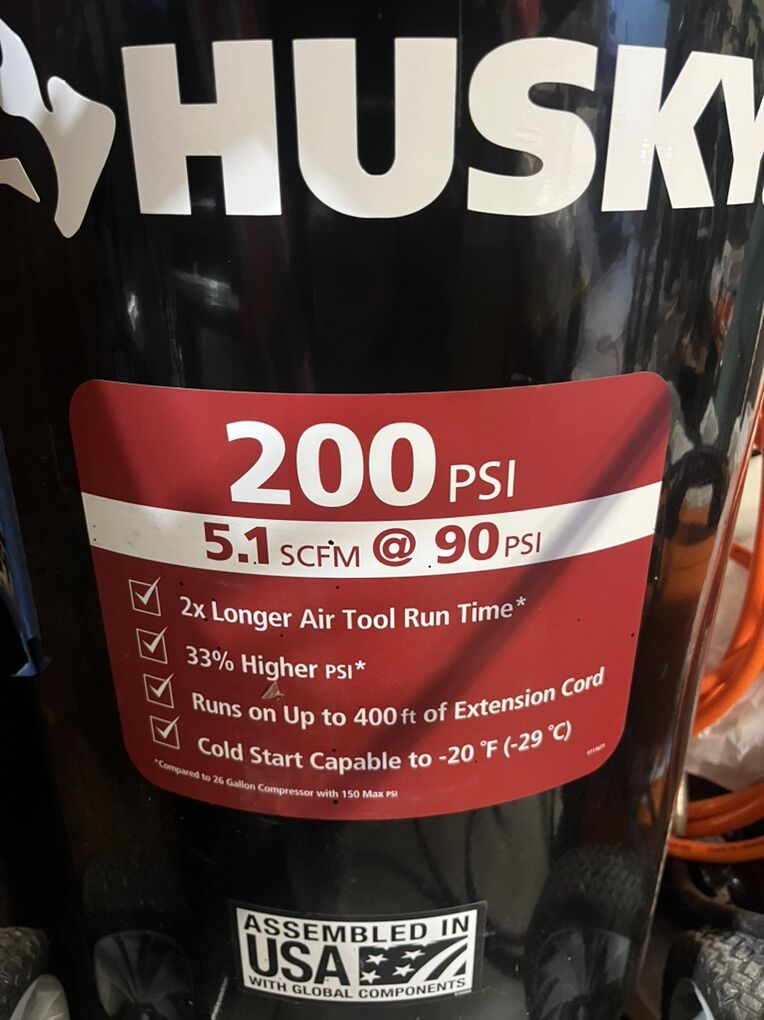 HUSKY
200 PSI
5.1 SCFM @ 90 PSI
2x Longer Air Tool Run Time*
33% Higher PSI*
Runs on Up to 400 ft of Extension Cord
Cold Start Capable to -20 °F (-29 °C)
*Compared to 26 Gallon Compressor with 150 Max PSI
ASSEMBLED IN
USA
WITH GLOBAL COMPONENTS